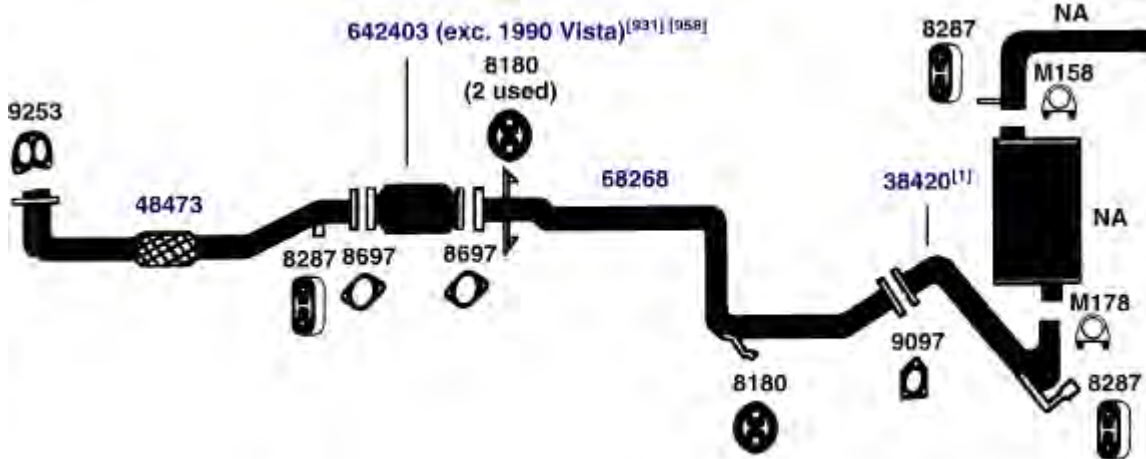 642403 (exc. 1990 Vista)[931] [958]
8180
(2 used)
8287
NA
M158
9253
48473
68268
38420[1]
NA
8287
8697
8697
M178
9097
8180
8287